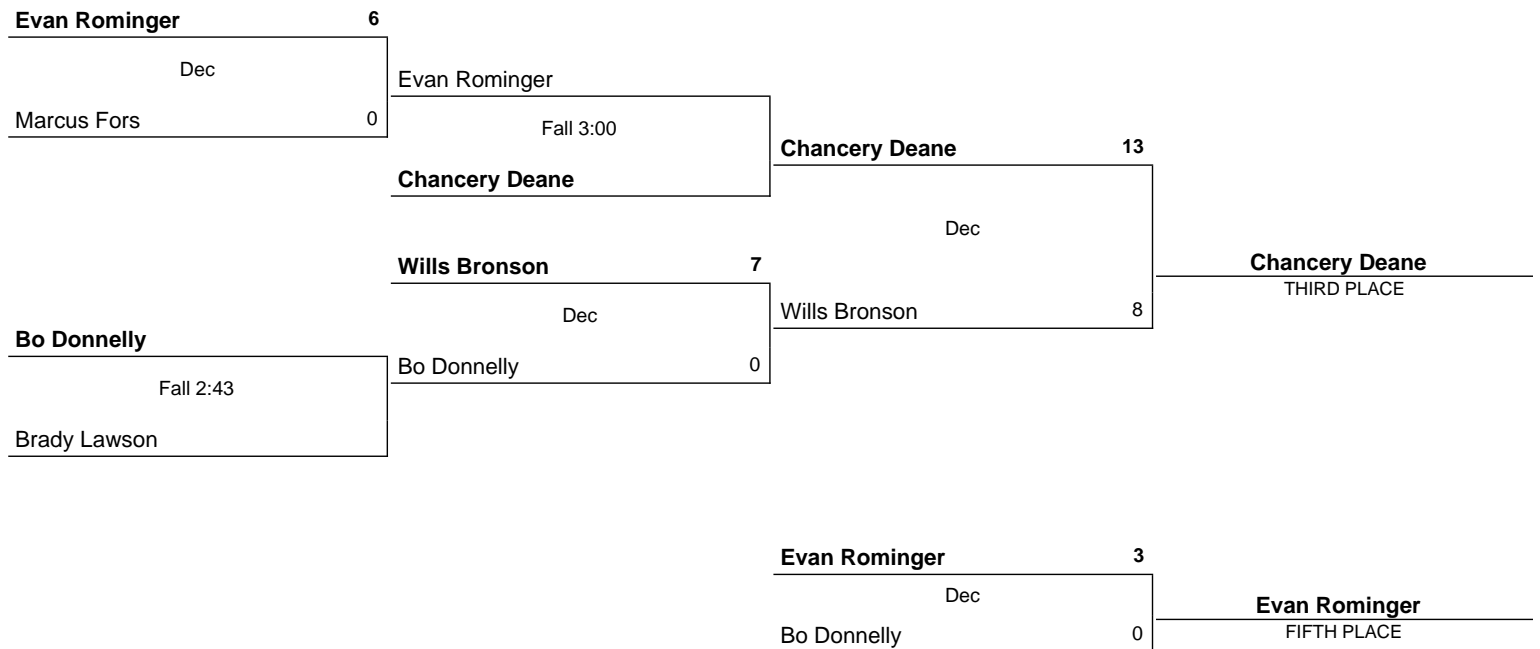 Evan Rominger 6
Dec
Marcus Fors 0
Evan Rominger
Fall 3:00
Chancery Deane
Chancery Deane 13
Dec
Wills Bronson 8
Chancery Deane
THIRD PLACE
Wills Bronson 7
Dec
Bo Donnelly 0
Bo Donnelly
Fall 2:43
Brady Lawson
Evan Rominger 3
Dec
Bo Donnelly 0
Evan Rominger
FIFTH PLACE